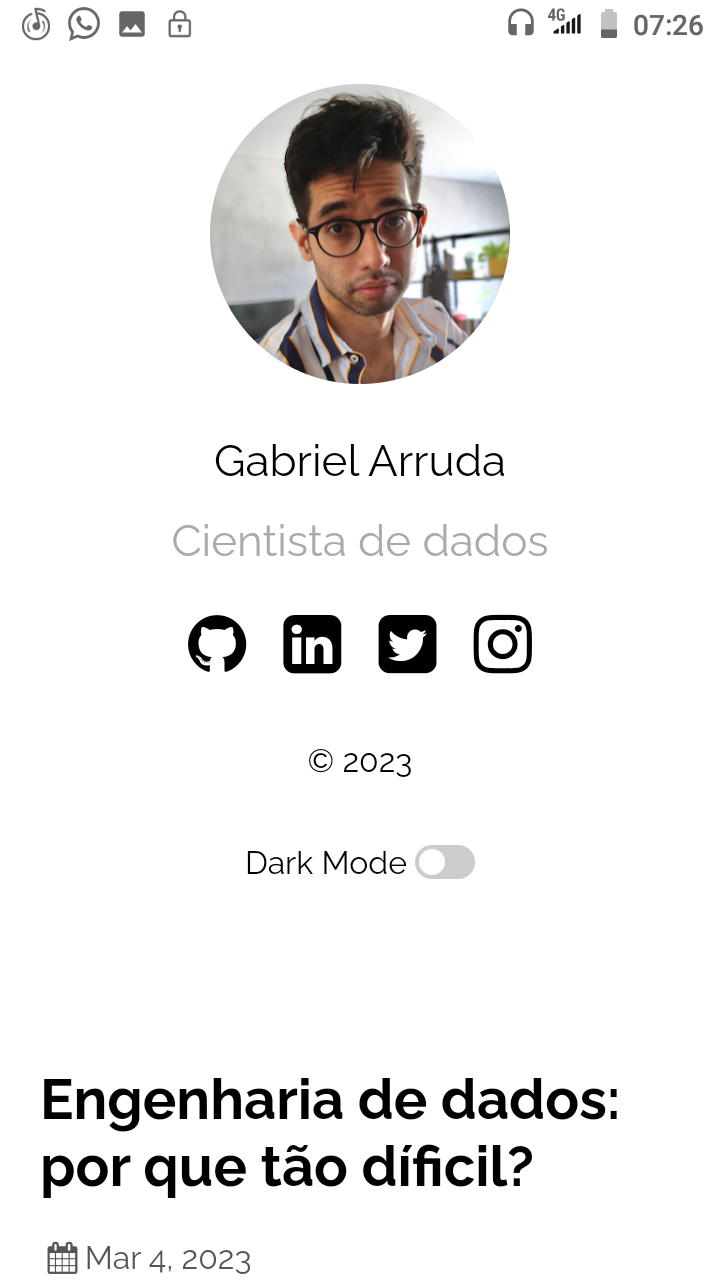 4G 07:26
Gabriel Arruda
Cientista de dados
in
© 2023
Dark Mode
Engenharia de dados:
por que tão díficil?
Mar 4, 2023